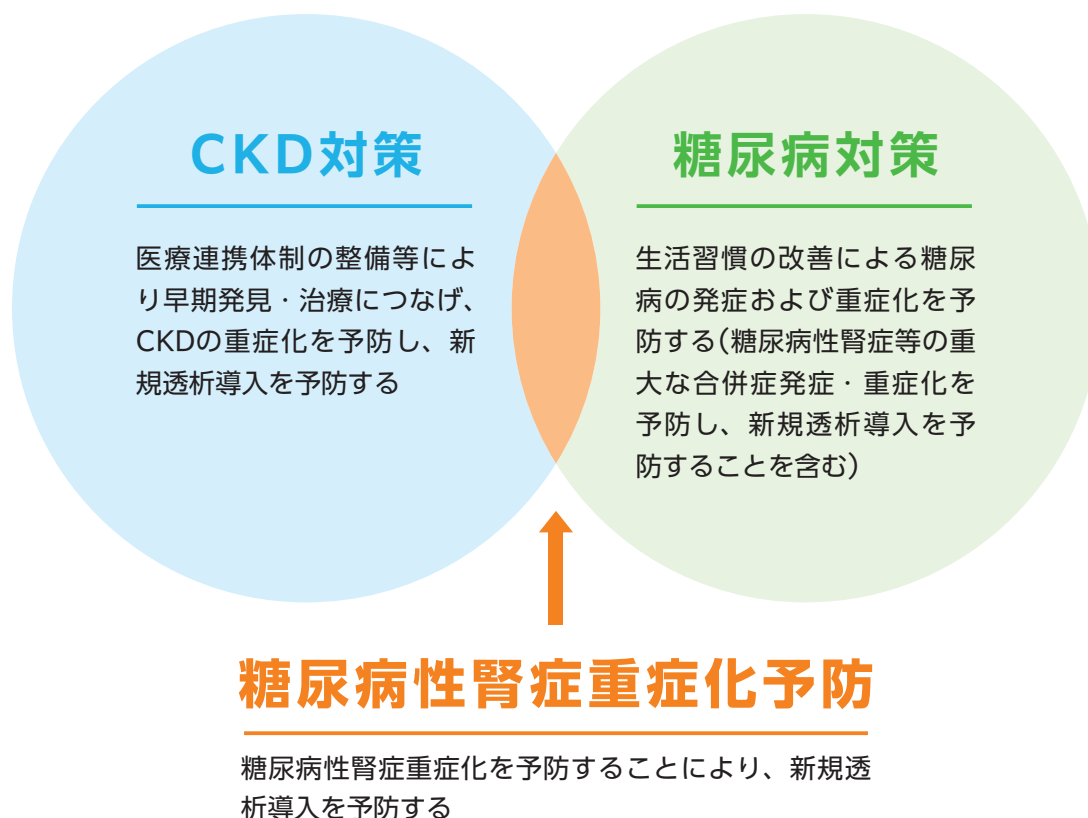 CKD対策
医療連携体制の整備等によ
り早期発見・治療につなげ、
CKDの重症化を予防し、新
規透析導入を予防する
糖尿病対策
生活習慣の改善による糖尿
病の発症および重症化を予
防する(糖尿病性腎症等の重
大な合併症発症・重症化を
予防し、新規透析導入を予
防することを含む)
糖尿病性腎症重症化予防
糖尿病性腎症重症化を予防することにより、新規透
析導入を予防する